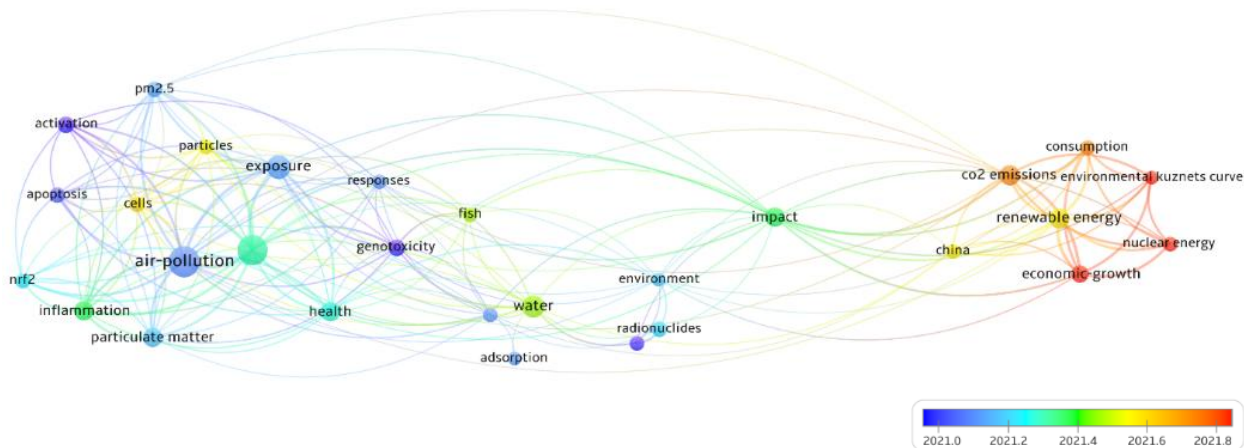 pm2.5
activation
particles
exposure
responses
apoptosis
cells
fish
genotoxicity
air-pollution
nrf2
inflammation
health
particulate matter
water
adsorption
environment
radionuclides
impact
consumption
co2 emissions
environmental kuznets curve
renewable energy
china
nuclear energy
economic-growth
2021.0 2021.2 2021.4 2021.6 2021.8